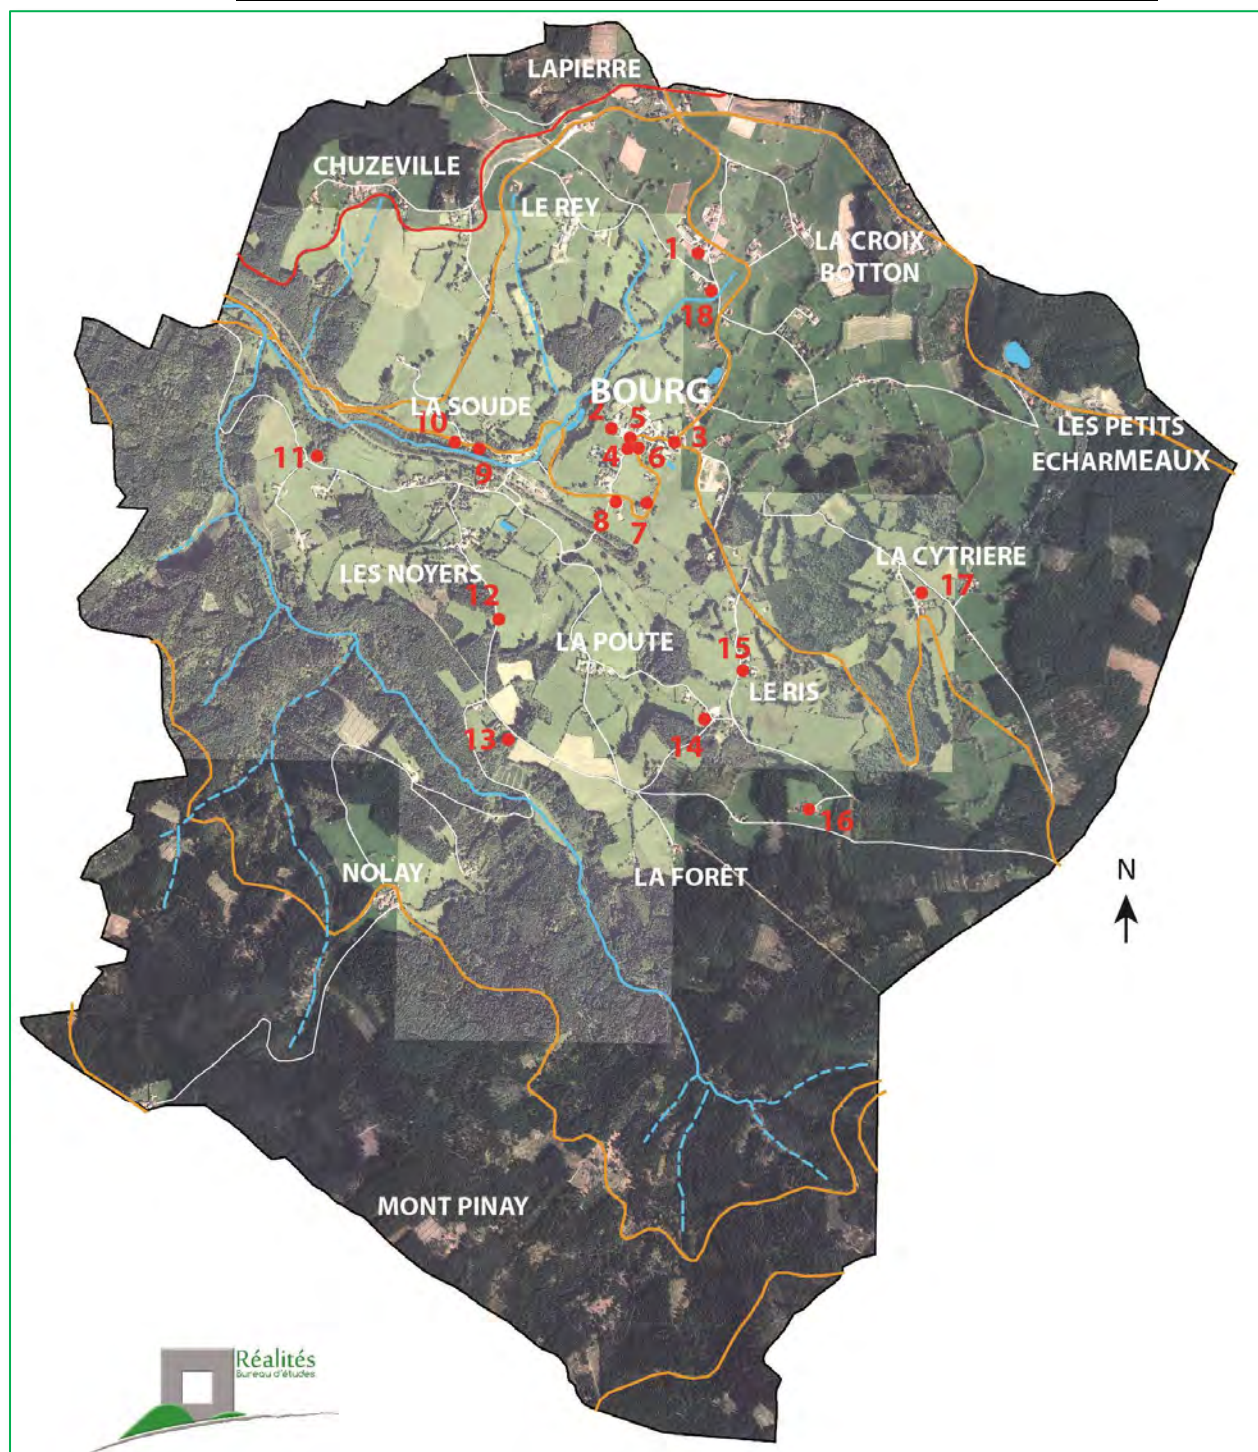 LAPIERRE
CHUZEVILLE
LE REY
1
LA CROIX
BOTTON
18
BOURG
LA SOUDE
2
5
10
3
4
6
LES PETITS
ECHARMEAUX
11
9
8
7
LA CYTRIERE
LES NOYERS
17
12
LA POUTE
15
LE RIS
13
14
16
NOLAY
LA FORÊT
N
MONT PINAY
Réalités
Bureau d'études